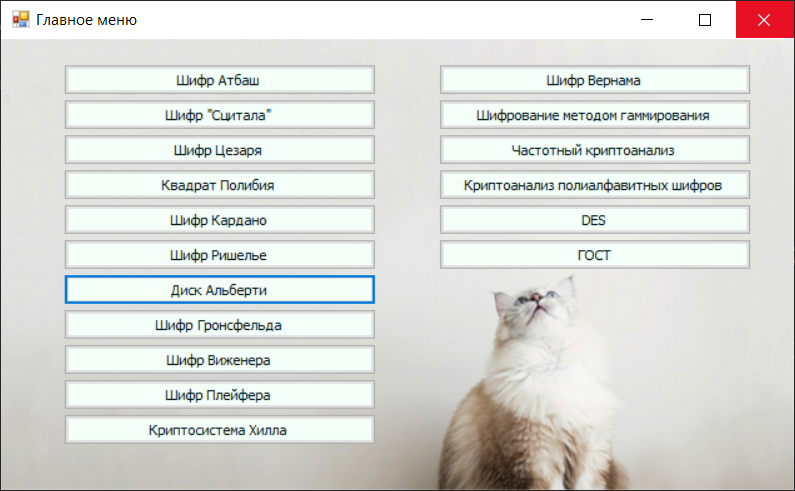 Главное меню
Шифр Атбаш
Шифр "Сцитала"
Шифр Цезаря
Квадрат Полибия
Шифр Кардано
Шифр Ришелье
Диск Альберти
Шифр Гронсфельда
Шифр Виженера
Шифр Плейфера
Криптосистема Хилла
Шифр Вернама
Шифрование методом гаммирования
Частотный криптоанализ
Криптоанализ полиалфавитных шифров
DES
ГОСТ